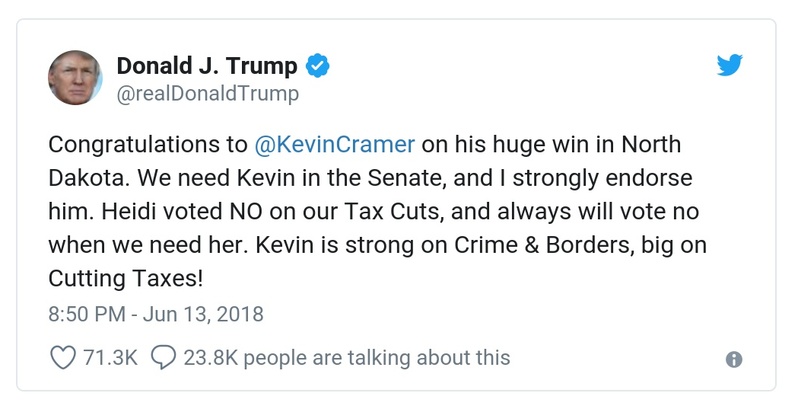 Donald J. Trump
@realDonaldTrump
Congratulations to @KevinCramer on his huge win in North
Dakota. We need Kevin in the Senate, and I strongly endorse
him. Heidi voted NO on our Tax Cuts, and always will vote no
when we need her. Kevin is strong on Crime & Borders, big on
Cutting Taxes!
8:50 PM - Jun 13, 2018
71.3K 23.8K people are talking about this